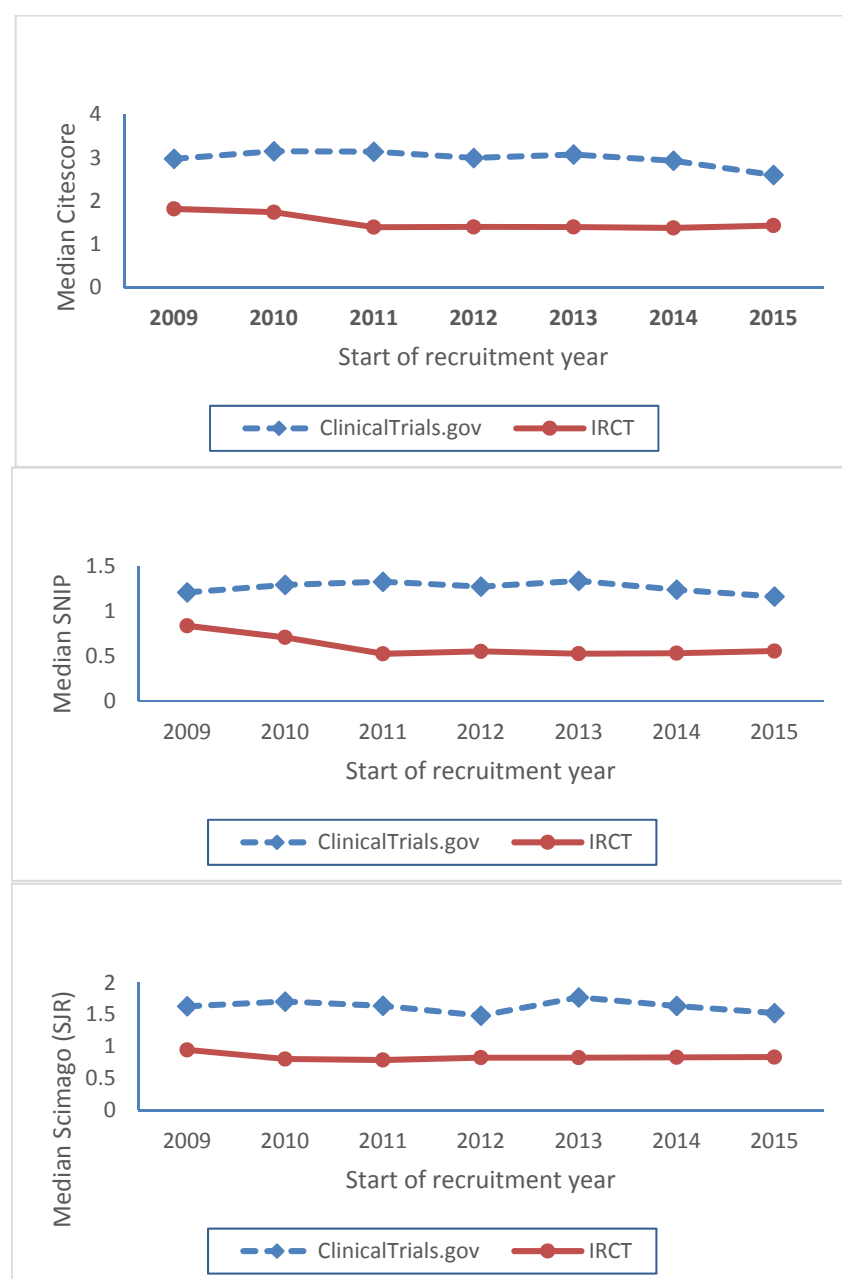 Median Citescore
4
3
2
1
0
2009 2010 2011 2012 2013 2014 2015
Start of recruitment year
ClinicalTrials.gov IRCT
Median SNIP
1.5
1
0.5
0
2009 2010 2011 2012 2013 2014 2015
Start of recruitment year
ClinicalTrials.gov IRCT
Median Scimago (SJR)
2
1.5
1
0.5
0
2009 2010 2011 2012 2013 2014 2015
Start of recruitment year
ClinicalTrials.gov IRCT